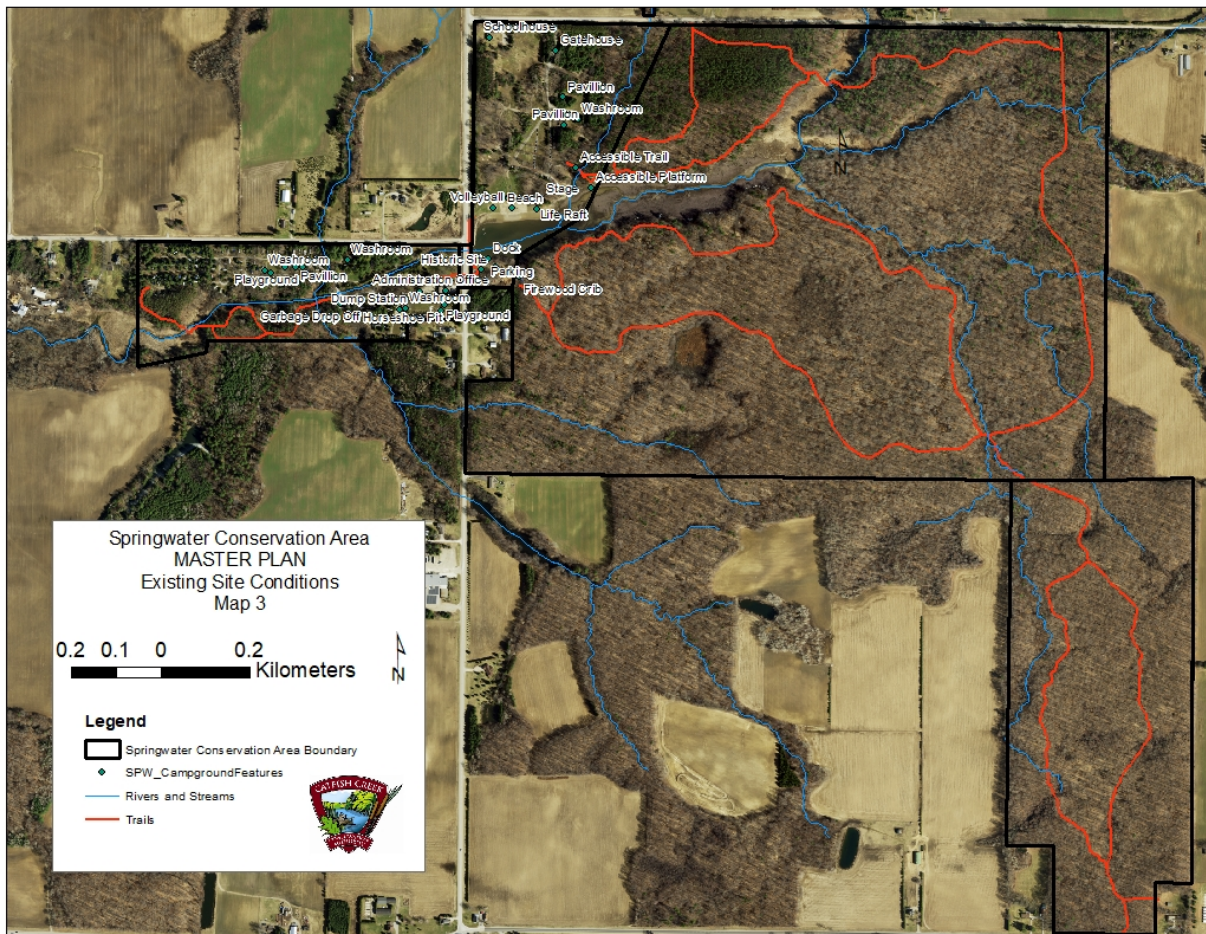 Schoolhouse
Gatehouse
Pavillion
Pavillion
Washroom
Accessible Trail
Accessible Platform
Stage
Volleyball
Beach
Life Raft
Dock
Washroom
Historic Site
Washroom
Parking
Playground
Pavillion
Administration Office
Firewood Crib
Dump Station
Washroom
Garbage Drop Off
Horseshoe Pit
Playground
N
Springwater Conservation Area
MASTER PLAN
Existing Site Conditions
Map 3
0.2 0.1 0 0.2
Kilometers
N
Legend
Springwater Conservation Area Boundary
SPW_CampgroundFeatures
Rivers and Streams
Trails
CATFISH CREEK